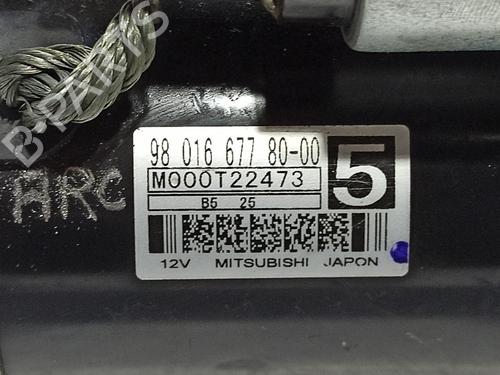 B-PARTS
ARC
98 016 677 80-00
M000T22473
5
B5 25
12V MITSUBISHI JAPON